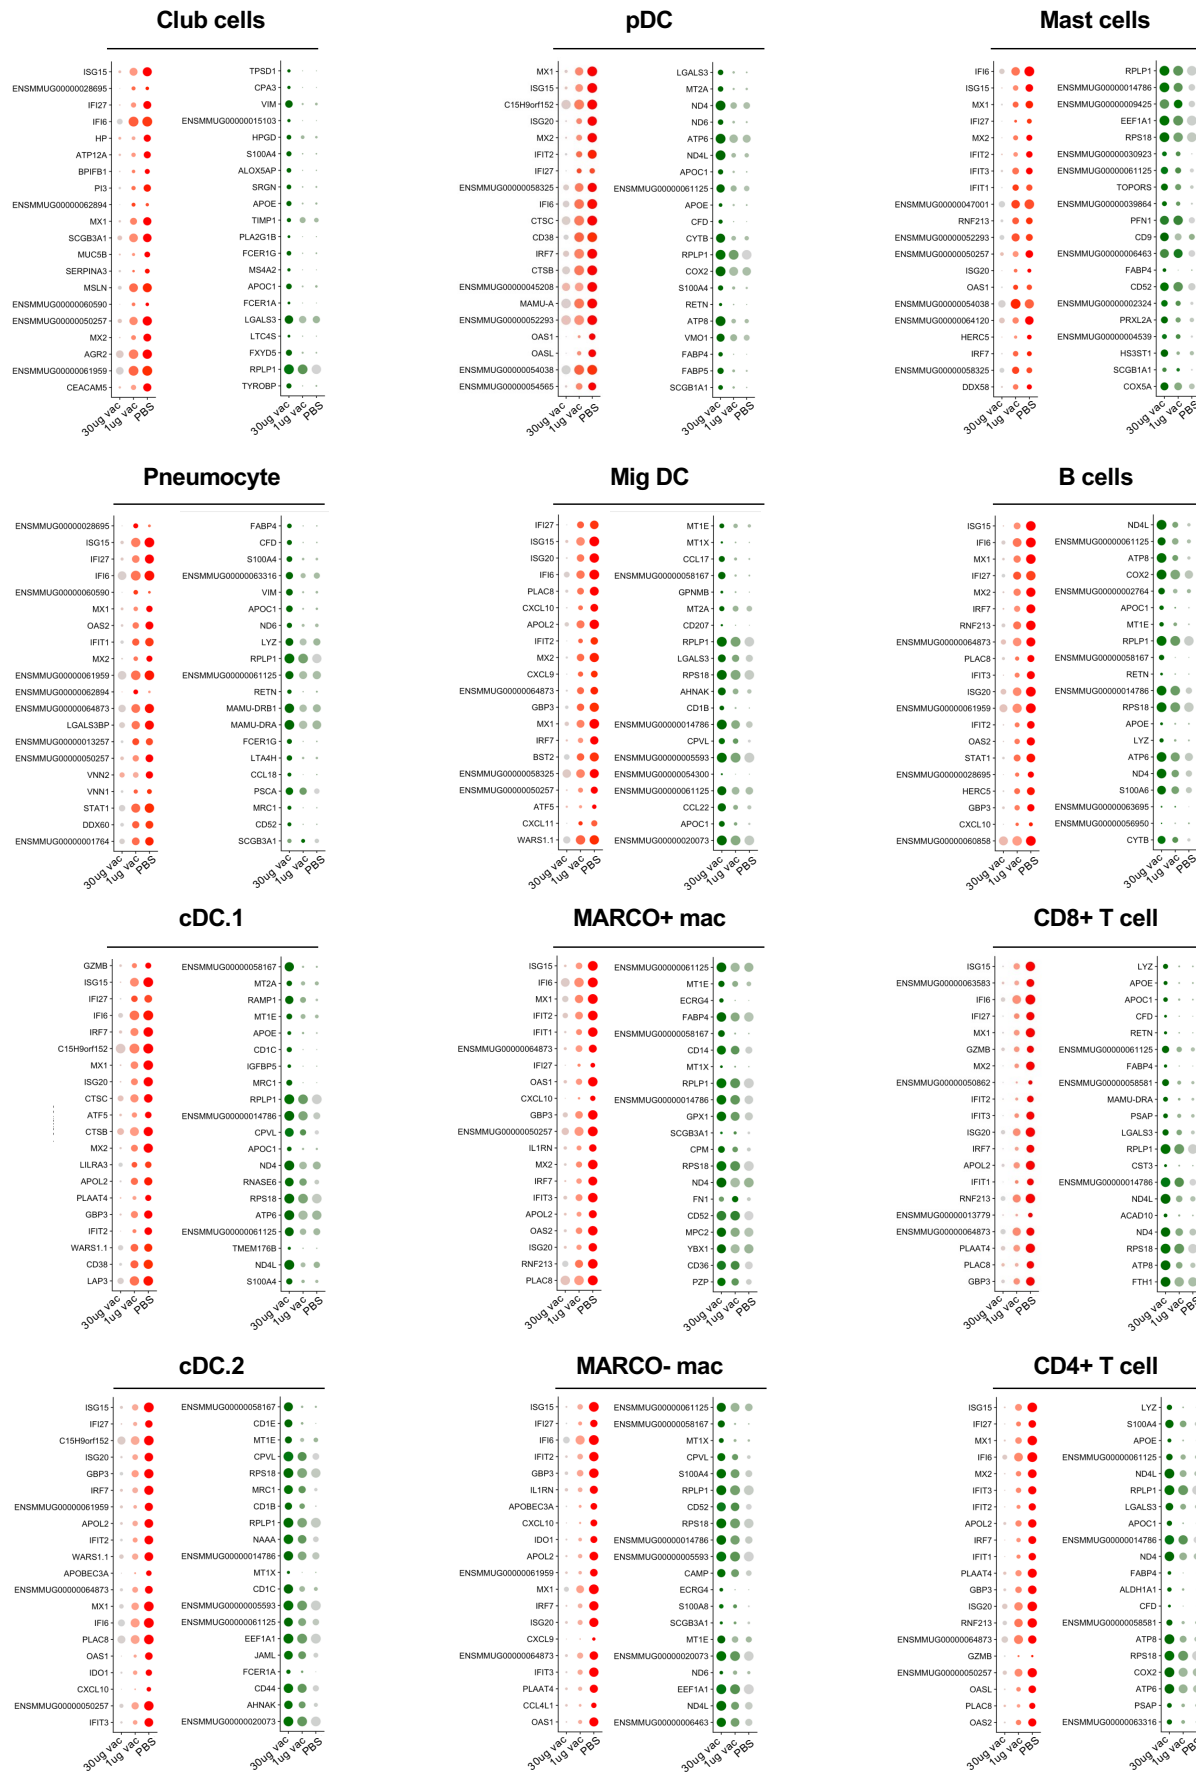 Club cells
ISG15
ENSMMUG00000028695
IFI27
IFI6
HP
ATP12A
BPIFB1
PI3
ENSMMUG00000062894
MX1
SCGB3A1
MUC5B
SERPINA3
MSLN
ENSMMUG00000060590
ENSMMUG00000050257
MX2
AGR2
ENSMMUG00000061959
CEACAM5
30ug vac
1ug vac
PBS
TPSD1
CPA3
VIM
ENSMMUG00000015103
HPGD
S100A4
ALOX5AP
SRGN
APOE
TIMP1
PLA2G1B
FCER1G
MS4A2
APOC1
FCER1A
LGALS3
LTC4S
FXYD5
RPLP1
TYROBP
30ug vac
1ug vac
PBS
pDC
MX1
ISG15
C15H9orf152
ISG20
MX2
IFIT2
IFI27
ENSMMUG00000058325
IFI6
CTSC
CD38
IRF7
CTSB
ENSMMUG00000045208
MAMU-A
ENSMMUG00000052293
OAS1
OASL
ENSMMUG00000054038
ENSMMUG00000054565
30ug vac
1ug vac
PBS
LGALS3
MT2A
ND4
ND6
ATP6
ND4L
APOC1
ENSMMUG00000061125
APOE
CFD
CYTB
RPLP1
COX2
S100A4
RETN
ATP8
VMO1
FABP4
FABP5
SCGB1A1
30ug vac
1ug vac
PBS
Mast cells
IFI6
ISG15
MX1
IFI27
MX2
IFIT2
IFIT3
IFIT1
ENSMMUG00000047001
RNF213
ENSMMUG00000052293
ENSMMUG00000050257
ISG20
OAS1
ENSMMUG00000054038
ENSMMUG00000064120
HERC5
IRF7
ENSMMUG00000058325
DDX58
30ug vac
1ug vac
PBS
RPLP1
ENSMMUG00000014786
ENSMMUG00000009425
EEF1A1
RPS18
ENSMMUG00000030923
ENSMMUG00000061125
TOPORS
ENSMMUG00000039864
PFN1
CD9
ENSMMUG00000006463
FABP4
CD52
ENSMMUG00000002324
PRXL2A
ENSMMUG00000004539
HS3ST1
SCGB1A1
COX5A
30ug vac
1ug vac
PBS
Pneumocyte
ENSMMUG00000028695
ISG15
IFI27
IFI6
ENSMMUG00000060590
MX1
OAS2
IFIT1
MX2
ENSMMUG00000061959
ENSMMUG00000062894
ENSMMUG00000064873
LGALS3BP
ENSMMUG00000013257
ENSMMUG00000050257
VNN2
VNN1
STAT1
DDX60
ENSMMUG00000001764
30ug vac
1ug vac
PBS
FABP4
CFD
S100A4
ENSMMUG00000063316
VIM
APOC1
ND6
LYZ
RPLP1
ENSMMUG00000061125
RETN
MAMU-DRB1
MAMU-DRA
FCER1G
LTA4H
CCL18
PSCA
MRC1
CD52
SCGB3A1
30ug vac
1ug vac
PBS
Mig DC
IFI27
ISG15
ISG20
IFI6
PLAC8
CXCL10
APOL2
IFIT2
MX2
CXCL9
ENSMMUG00000064873
GBP3
MX1
IRF7
BST2
ENSMMUG00000058325
ENSMMUG00000050257
ATF5
CXCL11
WARS1.1
30ug vac
1ug vac
PBS
MT1E
MT1X
CCL17
ENSMMUG00000058167
GPNMB
MT2A
CD207
RPLP1
LGALS3
RPS18
AHNAK
CD1B
ENSMMUG00000014786
CPVL
ENSMMUG00000005593
ENSMMUG00000054300
ENSMMUG00000061125
CCL22
APOC1
ENSMMUG00000020073
30ug vac
1ug vac
PBS
B cells
ISG15
IFI6
MX1
IFI27
MX2
IRF7
RNF213
ENSMMUG00000064873
PLAC8
IFIT3
ISG20
ENSMMUG00000061959
IFIT2
OAS2
STAT1
ENSMMUG00000028695
HERC5
GBP3
CXCL10
ENSMMUG00000060858
30ug vac
1ug vac
PBS
ND4L
ENSMMUG00000061125
ATP8
COX2
ENSMMUG00000002764
APOC1
MT1E
RPLP1
ENSMMUG00000058167
RETN
ENSMMUG00000014786
RPS18
APOE
LYZ
ATP6
ND4
S100A6
ENSMMUG00000063695
ENSMMUG00000056950
CYTB
30ug vac
1ug vac
PBS
cDC.1
GZMB
ISG15
IFI27
IFI6
IRF7
C15H9orf152
MX1
ISG20
CTSC
ATF5
CTSB
MX2
LILRA3
APOL2
PLAAT4
GBP3
IFIT2
WARS1.1
CD38
LAP3
30ug vac
1ug vac
PBS
ENSMMUG00000058167
MT2A
RAMP1
MT1E
APOE
CD1C
IGFBP5
MRC1
RPLP1
ENSMMUG00000014786
CPVL
APOC1
ND4
RNASE6
RPS18
ATP6
ENSMMUG00000061125
TMEM176B
ND4L
S100A4
30ug vac
1ug vac
PBS
MARCO+ mac
ISG15
IFI6
MX1
IFIT2
IFIT1
ENSMMUG00000064873
IFI27
OAS1
CXCL10
GBP3
ENSMMUG00000050257
IL1RN
MX2
IRF7
IFIT3
APOL2
OAS2
ISG20
RNF213
PLAC8
30ug vac
1ug vac
PBS
ENSMMUG00000061125
MT1E
ECRG4
FABP4
ENSMMUG00000058167
CD14
MT1X
RPLP1
ENSMMUG00000014786
GPX1
SCGB3A1
CPM
RPS18
ND4
FN1
CD52
MPC2
YBX1
CD36
PZP
30ug vac
1ug vac
PBS
CD8+ T cell
ISG15
ENSMMUG00000063583
IFI6
IFI27
MX1
GZMB
MX2
ENSMMUG00000050862
IFIT2
IFIT3
ISG20
IRF7
APOL2
IFIT1
RNF213
ENSMMUG00000013779
ENSMMUG00000064873
PLAAT4
PLAC8
GBP3
30ug vac
1ug vac
PBS
LYZ
APOE
APOC1
CFD
RETN
ENSMMUG00000061125
FABP4
ENSMMUG00000058581
MAMU-DRA
PSAP
LGALS3
RPLP1
CST3
ENSMMUG00000014786
ND4L
ACAD10
ND4
RPS18
ATP8
FTH1
30ug vac
1ug vac
PBS
cDC.2
ISG15
IFI27
C15H9orf152
ISG20
GBP3
IRF7
ENSMMUG00000061959
APOL2
IFIT2
WARS1.1
APOBEC3A
ENSMMUG00000064873
MX1
IFI6
PLAC8
OAS1
IDO1
CXCL10
ENSMMUG00000050257
IFIT3
30ug vac
1ug vac
PBS
ENSMMUG00000058167
CD1E
MT1E
CPVL
RPS18
MRC1
CD1B
RPLP1
NAAA
ENSMMUG00000014786
MT1X
CD1C
ENSMMUG00000005593
ENSMMUG00000061125
EEF1A1
JAML
FCER1A
CD44
AHNAK
ENSMMUG00000020073
30ug vac
1ug vac
PBS
MARCO- mac
ISG15
IFI27
IFI6
IFIT2
GBP3
IL1RN
APOBEC3A
CXCL10
IDO1
APOL2
ENSMMUG00000061959
MX1
IRF7
ISG20
CXCL9
ENSMMUG00000064873
IFIT3
PLAAT4
CCL4L1
OAS1
30ug vac
1ug vac
PBS
ENSMMUG00000061125
ENSMMUG00000058167
MT1X
CPVL
S100A4
RPLP1
CD52
RPS18
ENSMMUG00000014786
ENSMMUG00000005593
CAMP
ECRG4
S100A8
SCGB3A1
MT1E
ENSMMUG00000020073
ND6
EEF1A1
ND4L
ENSMMUG00000006463
30ug vac
1ug vac
PBS
CD4+ T cell
ISG15
IFI27
MX1
IFI6
MX2
IFIT3
IFIT2
APOL2
IRF7
IFIT1
PLAAT4
GBP3
ISG20
RNF213
ENSMMUG00000064873
GZMB
ENSMMUG00000050257
OASL
PLAC8
OAS2
30ug vac
1ug vac
PBS
LYZ
S100A4
APOE
ENSMMUG00000061125
ND4L
RPLP1
LGALS3
APOC1
ENSMMUG00000014786
ND4
FABP4
ALDH1A1
CFD
ENSMMUG00000058581
ATP8
RPS18
COX2
ATP6
PSAP
ENSMMUG00000063316
30ug vac
1ug vac
PBS